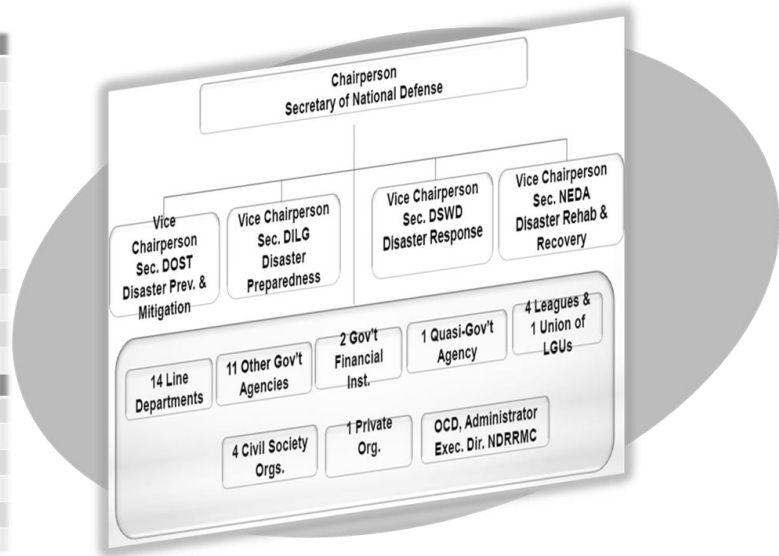 Chairperson
Secretary of National Defense
Vice
Chairperson
Sec. DOST
Disaster Prev. &
Mitigation
Vice Chairperson
Sec. DILG
Disaster
Preparedness
Vice Chairperson
Sec. DSWD
Disaster Response
Vice Chairperson
Sec. NEDA
Disaster Rehab &
Recovery
14 Line
Departments
11 Other Gov't
Agencies
2 Gov't
Financial
Inst.
1 Quasi-Gov't
Agency
4 Leagues &
1 Union of
LGUs
4 Civil Society
Orgs.
1 Private
Org.
OCD, Administrator
Exec. Dir. NDRRMC